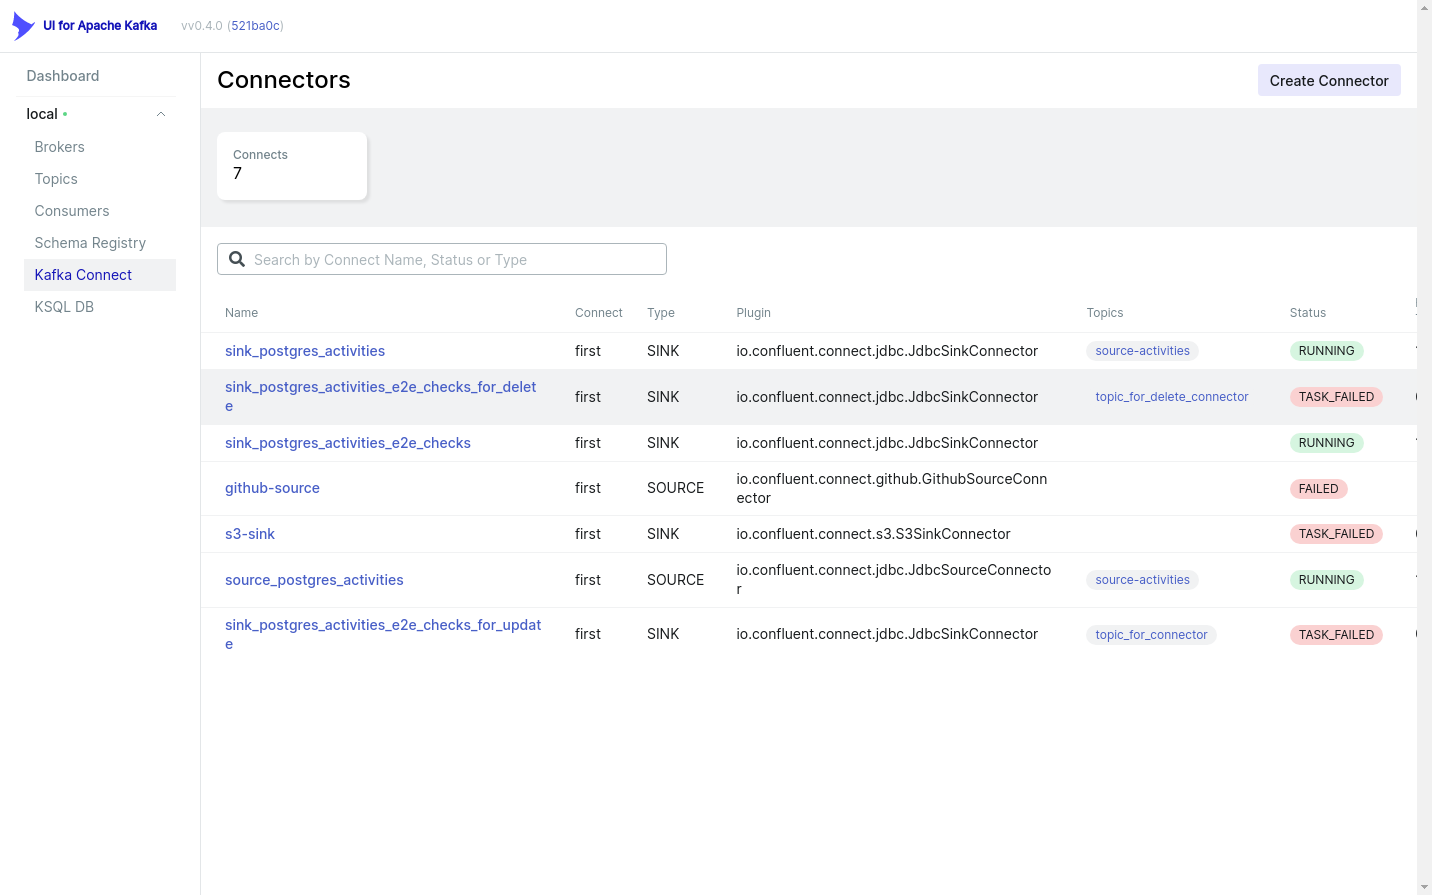 UI for Apache Kafka vv0.4.0 (521ba0c)
Dashboard
local
Brokers
Topics
Consumers
Schema Registry
Kafka Connect
KSQL DB
Connectors
Create Connector
Connects
7
Search by Connect Name, Status or Type
Name Connect Type Plugin Topics Status
sink_postgres_activities first SINK io.confluent.connect.jdbc.JdbcSinkConnector source-activities RUNNING
sink_postgres_activities_e2e_checks_for_delet
e first SINK io.confluent.connect.jdbc.JdbcSinkConnector topic_for_delete_connector TASK_FAILED
sink_postgres_activities_e2e_checks first SINK io.confluent.connect.jdbc.JdbcSinkConnector RUNNING
github-source first SOURCE io.confluent.connect.github.GithubSourceConn
ector FAILED
s3-sink first SINK io.confluent.connect.s3.S3SinkConnector TASK_FAILED
source_postgres_activities first SOURCE io.confluent.connect.jdbc.JdbcSourceConnecto
r source-activities RUNNING
sink_postgres_activities_e2e_checks_for_updat
e first SINK io.confluent.connect.jdbc.JdbcSinkConnector topic_for_connector TASK_FAILED